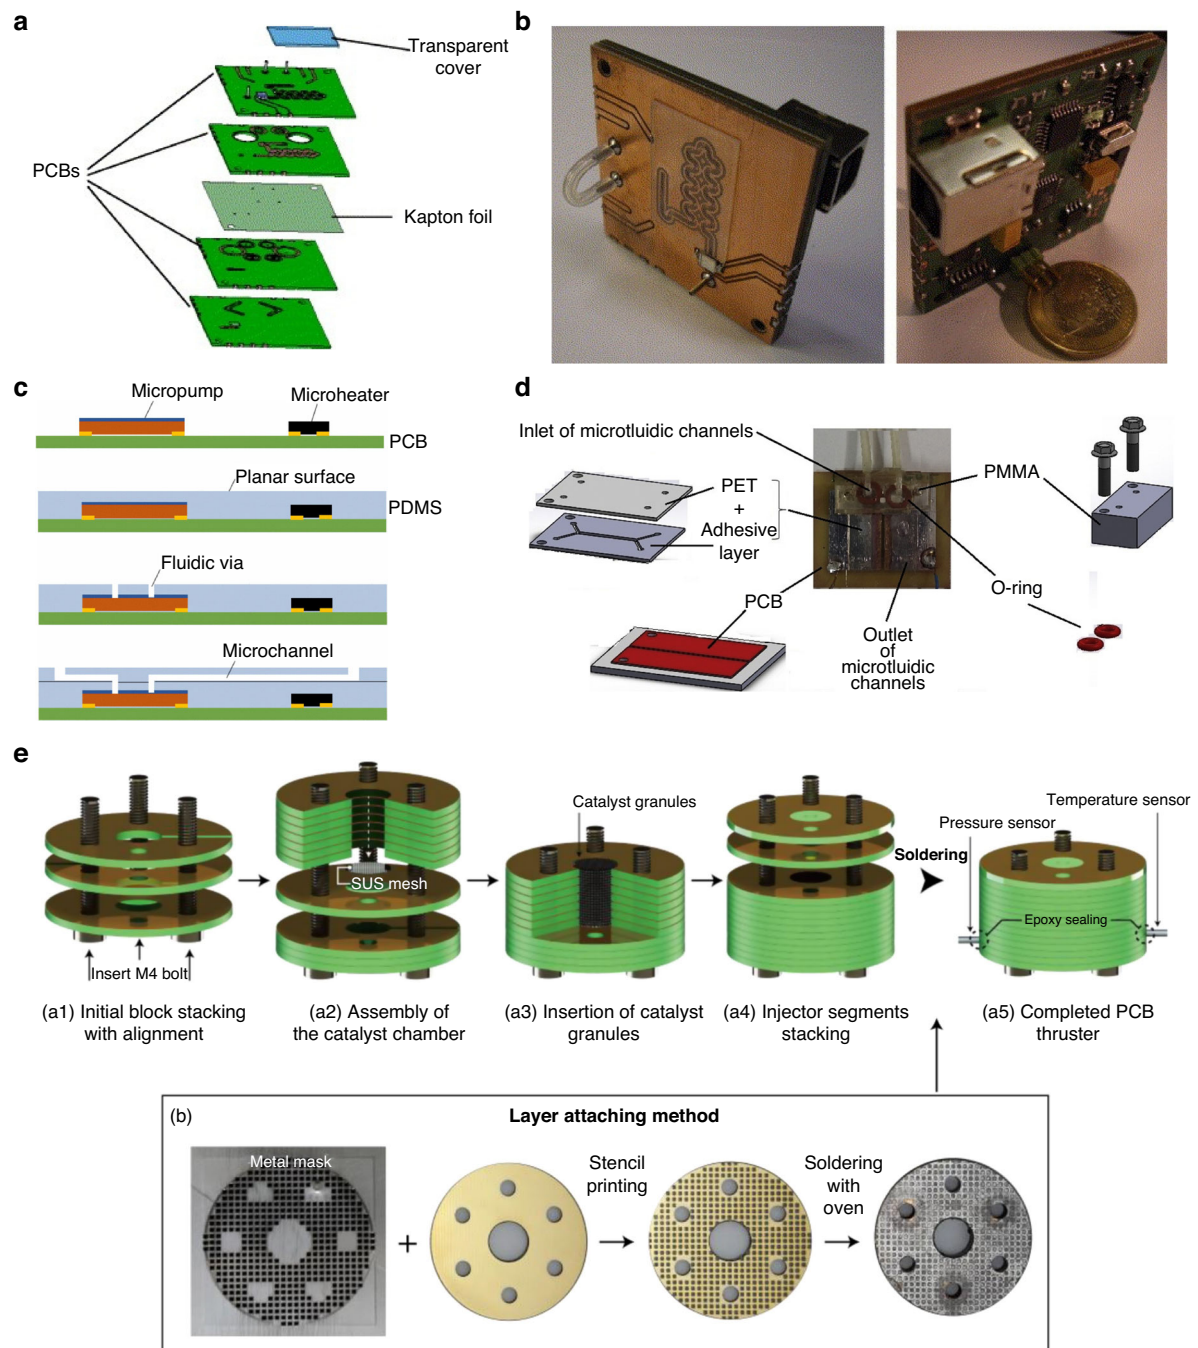 a
Transparent
cover
PCBs
Kapton foil
b
c
Micropump
Microheater
PCB
Planar surface
PDMS
Fluidic via
Microchannel
d
Inlet of microtluidic channels
PET
+
Adhesive
layer
PMMA
PCB
O-ring
Outlet
of
microtluidic
channels
e
Insert M4 bolt
(a1) Initial block stacking
with alignment
SUS mesh
(a2) Assembly of
the catalyst chamber
Catalyst granules
(a3) Insertion of catalyst
granules
(a4) Injector segments
stacking
Soldering
Temperature sensor
Pressure sensor
Epoxy sealing
(a5) Completed PCB
thruster
(b)
Layer attaching method
Metal mask
+
Stencil
printing
Soldering
with
oven